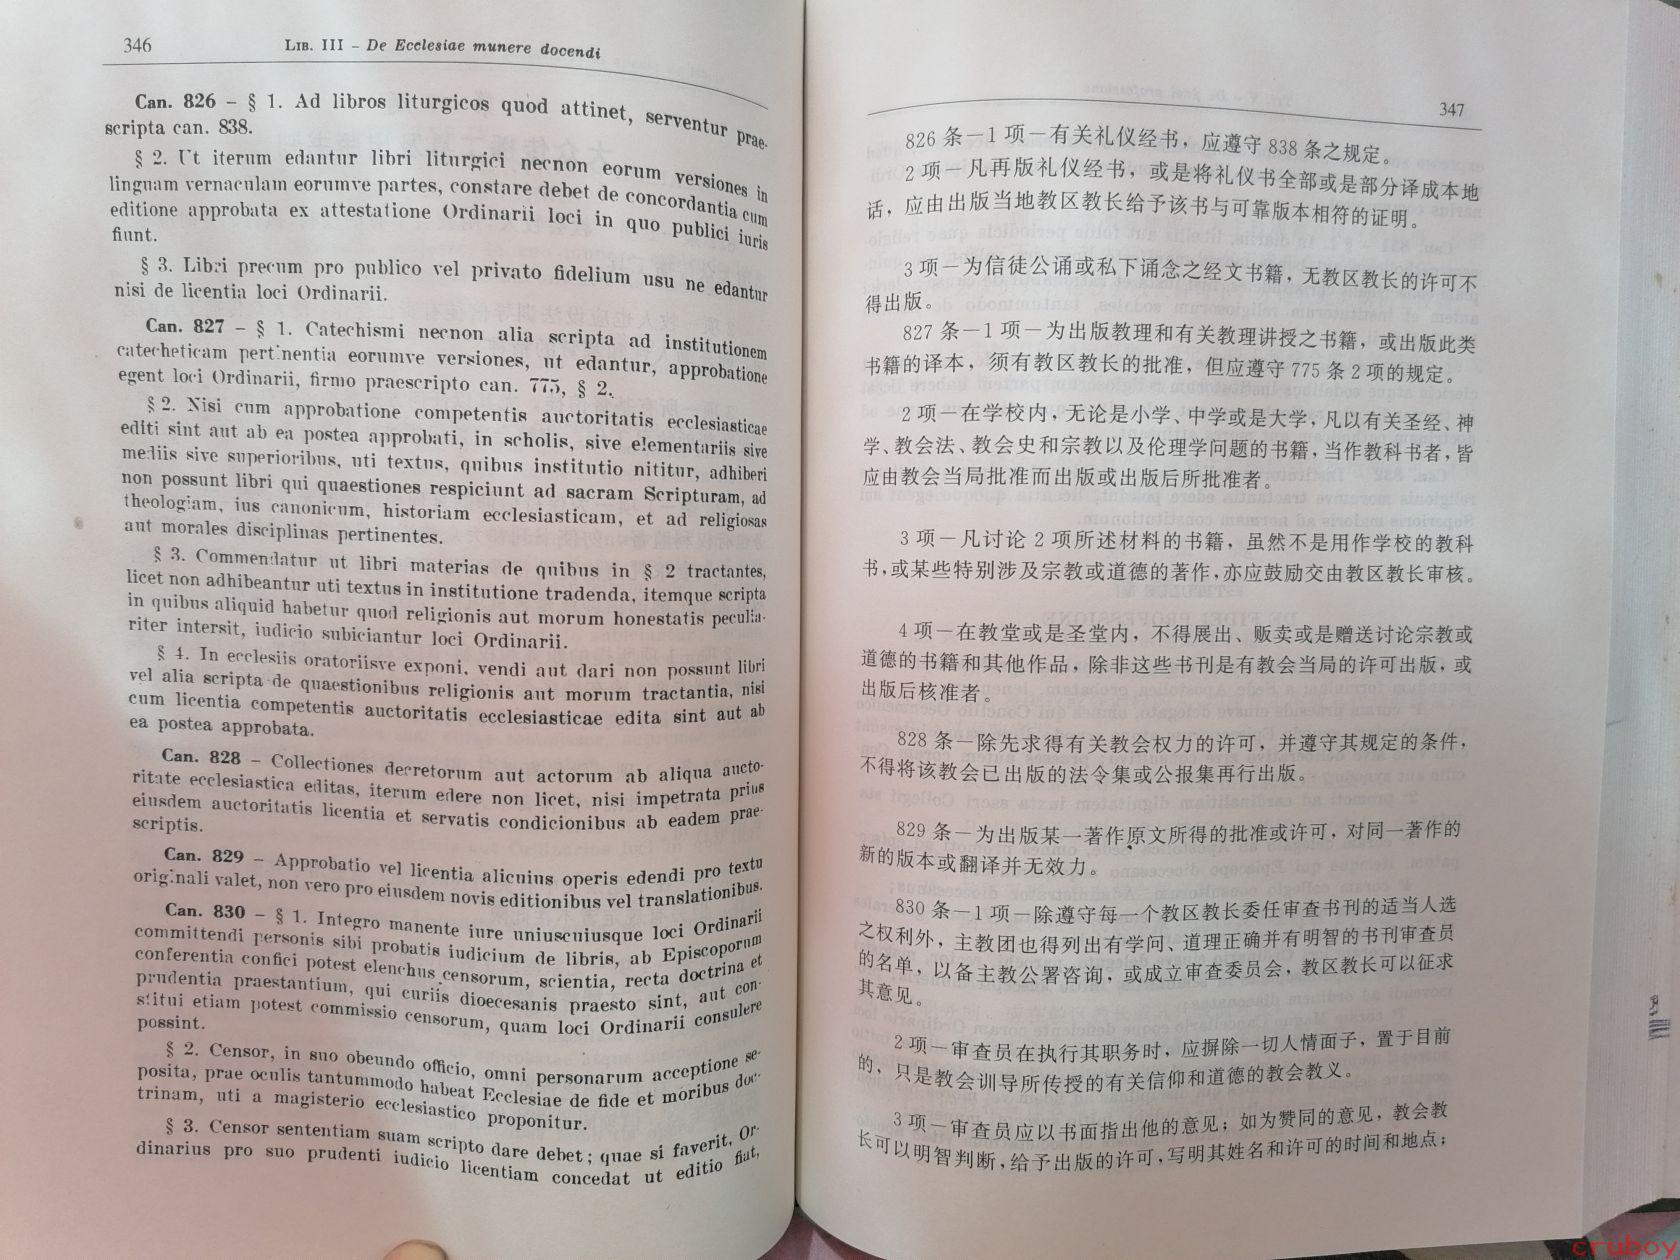 346 LIB. III – De Ecclesiae munere docendi
Can. 826 – § 1. Ad libros liturgicos quod attinet, serventur prae-
scripta can. 838.
§ 2. Ut iterum edantur libri liturgici necnon eorum versiones in
linguam vernaculam eorumve partes, constare debet de concordantia cum
editione approbata ex attestatione Ordinarii loci in quo publici iuris
fiunt.
§ 3. Libri precum pro publico vel privato fidelium usu ne edantur
nisi de licentia loci Ordinarii.
Can. 827 – § 1. Catechismi necnon alia scripta ad institutionem
catecheticam pertinentia eorumve versiones, ut edantur, approbatione
egent loci Ordinarii, firmo praescripto can. 775, § 2.
§ 2. Nisi cum approbatione competentis auctoritatis ecclesiasticae
editi sint aut ab ea postea approbati, in scholis, sive elementariis sive
mediis sive superioribus, uti textus, quibus institutio nititur, adhiberi
non possunt libri qui quaestiones respiciunt ad sacram Scripturam, ad
theologiam, ius canonicum, historiam ecclesiasticam, et ad religiosas
aut morales disciplinas pertinentes.
§ 3. Commendatur ut libri materias de quibus in § 2 tractantes,
licet non adhibeantur uti textus in institutione tradenda, itemque scripta
in quibus aliquid habetur quod religionis aut morum honestatis peculia-
riter intersit, iudicio subiciantur loci Ordinarii.
§ 4. In ecclesiis oratoriisve exponi, vendi aut dari non possunt libri
vel alia scripta de quaestionibus religionis aut morum tractantia, nisi
cum licentia competentis auctoritatis ecclesiasticae edita sint aut ab
ea postea approbata.
Can. 828 – Collectiones decretorum aut actorum ab aliqua aucto-
ritate ecclesiastica editas, iterum edere non licet, nisi impetrata prius
eiusdem auctoritatis licentia et servatis condicionibus ab eadem prae-
scriptis.
Can. 829 – Approbatio vel licentia alicuius operis edendi pro textu
originali valet, non vero pro eiusdem novis editionibus vel translationibus.
Can. 830 – § 1. Integro manente iure uniuscuiusque loci Ordinarii
committendi personis sibi probatis iudicium de libris, ab Episcoporum
conferentia confici potest elenchus censorum, scientia, recta doctrina et
prudentia praestantium, qui curiis dioecesanis praesto sint, aut con-
stitui etiam potest commissio censorum, quam loci Ordinarii consulere
possint.
§ 2. Censor, in suo obeundo officio, omni personarum acceptione se-
posita, prae oculis tantummodo habeat Ecclesiae de fide et moribus doc-
trinam, uti a magisterio ecclesiastico proponitur.
§ 3. Censor sententiam suam scripto dare debet; quae si faverit, Or-
dinarius pro suo prudenti iudicio licentiam concedat ut editio fiat,
347
826 条－1 项－有关礼仪经书，应遵守 838 条之规定。
2 项－凡再版礼仪经书，或是将礼仪书全部或是部分译成本地
话，应由出版当地教区教长给予该书与可靠版本相符的证明。
3 项－为信徒公诵或私下诵念之经文书籍，无教区教长的许可不
得出版。
827 条－1 项－为出版教理和有关教理讲授之书籍，或出版此类
书籍的译本，须有教区教长的批准，但应遵守 775 条 2 项的规定。
2 项－在学校内，无论是小学、中学或是大学，凡以有关圣经、神
学、教会法、教会史和宗教以及伦理学问题的书籍，当作教科书者，皆
应由教会当局批准而出版或出版后所批准者。
3 项－凡讨论 2 项所述材料的书籍，虽然不是用作学校的教科
书，或某些特别涉及宗教或道德的著作，亦应鼓励交由教区教长审核。
4 项－在教堂或是圣堂内，不得展出、贩卖或是赠送讨论宗教或
道德的书籍和其他作品，除非这些书刊是有教会当局的许可出版，或
出版后核准者。
828 条－除先求得有关教会权力的许可，并遵守其规定的条件，
不得将该教会已出版的法令集或公报集再行出版。
829 条－为出版某一著作原文所得的批准或许可，对同一著作的
新的版本或翻译并无效力。
830 条－1 项－除遵守每一个教区教长委任审查书刊的适当人选
之权利外，主教团也得列出有学问、道理正确并有明智的书刊审查员
的名单，以备主教公署咨询，或成立审查委员会，教区教长可以征求
其意见。
2 项－审查员在执行其职务时，应摒除一切人情面子，置于目前
的，只是教会训导所传授的有关信仰和道德的教会教义。
3 项－审查员应以书面指出他的意见；如为赞同的意见，教会教
长可以明智判断，给予出版的许可，写明其姓名和许可的时间和地点；
cruboy